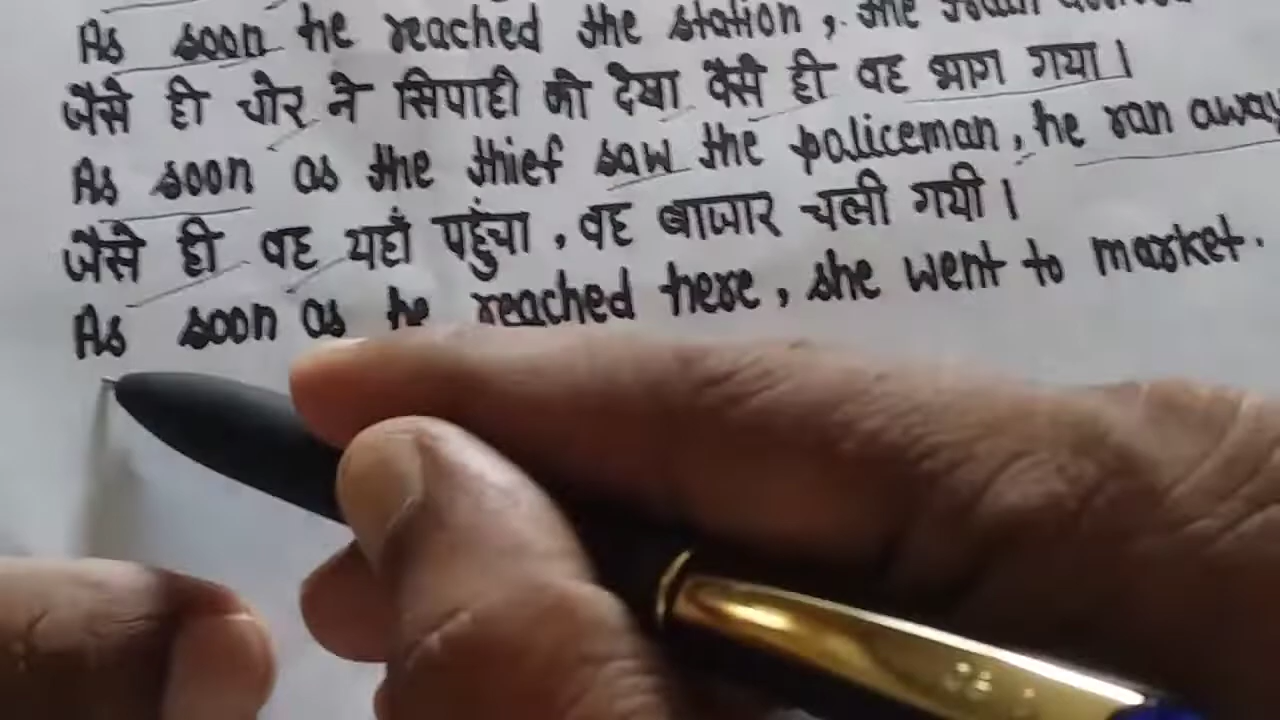 As soon he reached the station, the
जैसे ही चोर ने सिपाही को देखा वैसे ही वह भाग गया।
As soon as the thief saw the policeman, he ran away
जैसे ही वह यहाँ पहुंचा, वह बाजार चली गयी।
As soon as he reached here, she went to market.